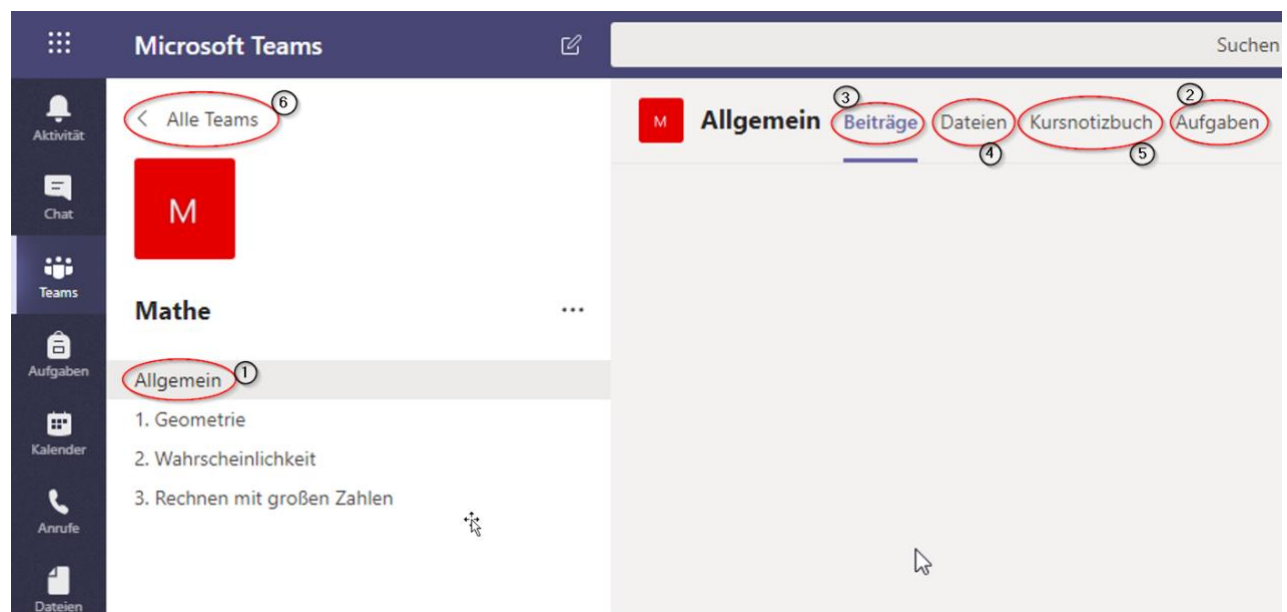 Microsoft Teams
Suchen
Aktivität
Chat
Teams
Aufgaben
Kalender
Anrufe
Dateien
< Alle Teams 6
M
Mathe ...
Allgemein 1
1. Geometrie
2. Wahrscheinlichkeit
3. Rechnen mit großen Zahlen
3 2
M Allgemein Beiträge Dateien Kursnotizbuch Aufgaben
4 5